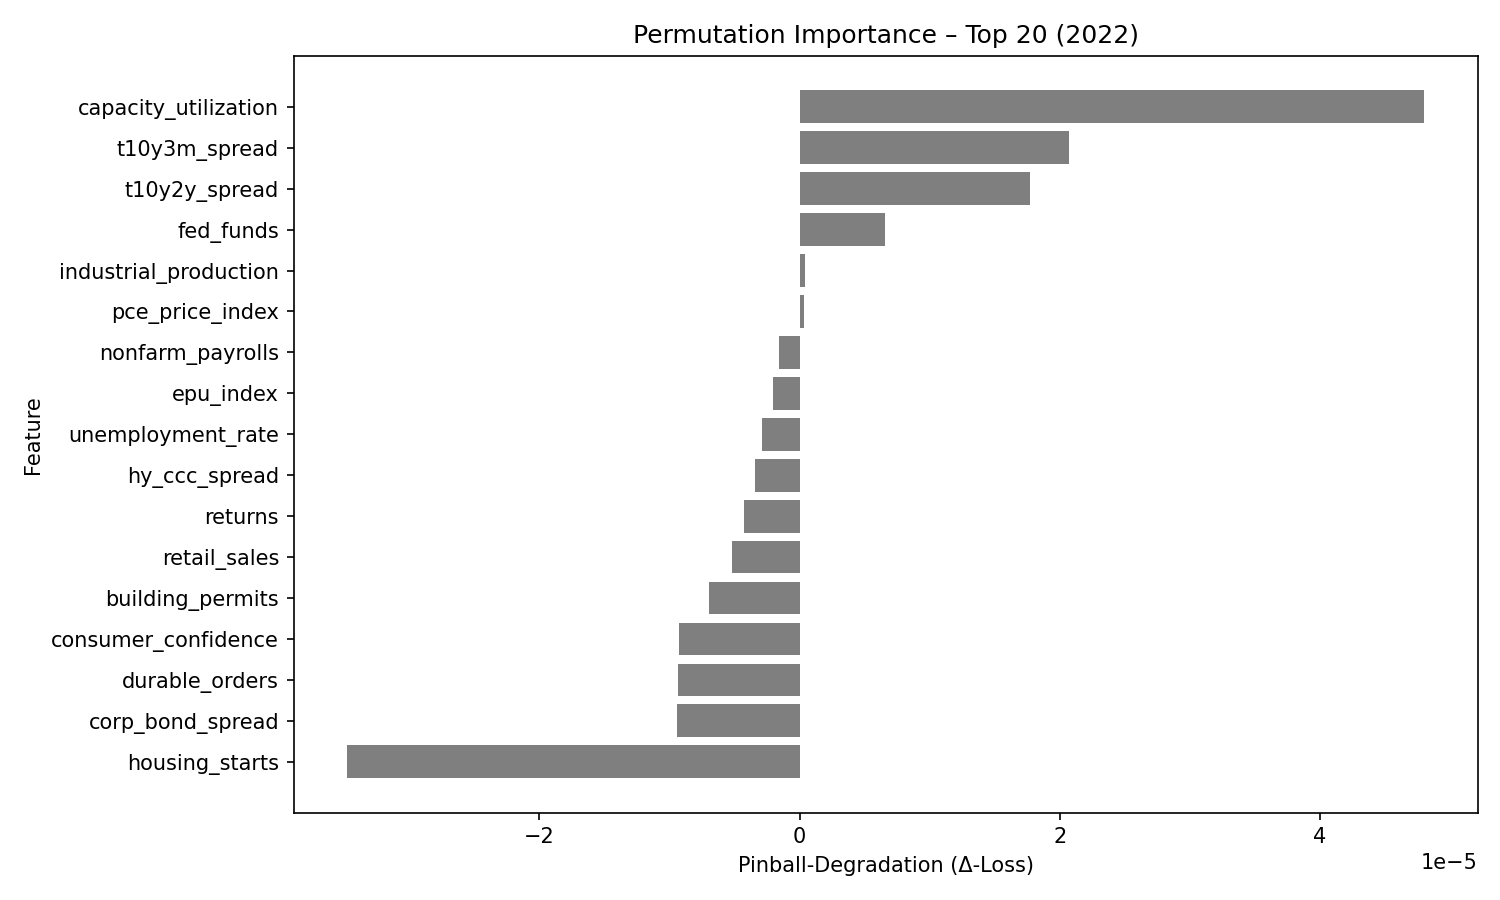 Permutation Importance – Top 20 (2022)
capacity_utilization
t10y3m_spread
t10y2y_spread
fed_funds
industrial_production
pce_price_index
nonfarm_payrolls
epu_index
unemployment_rate
hy_ccc_spread
returns
retail_sales
building_permits
consumer_confidence
durable_orders
corp_bond_spread
housing_starts
Feature
−2 0 2 4
Pinball-Degradation (Δ-Loss)
1e−5